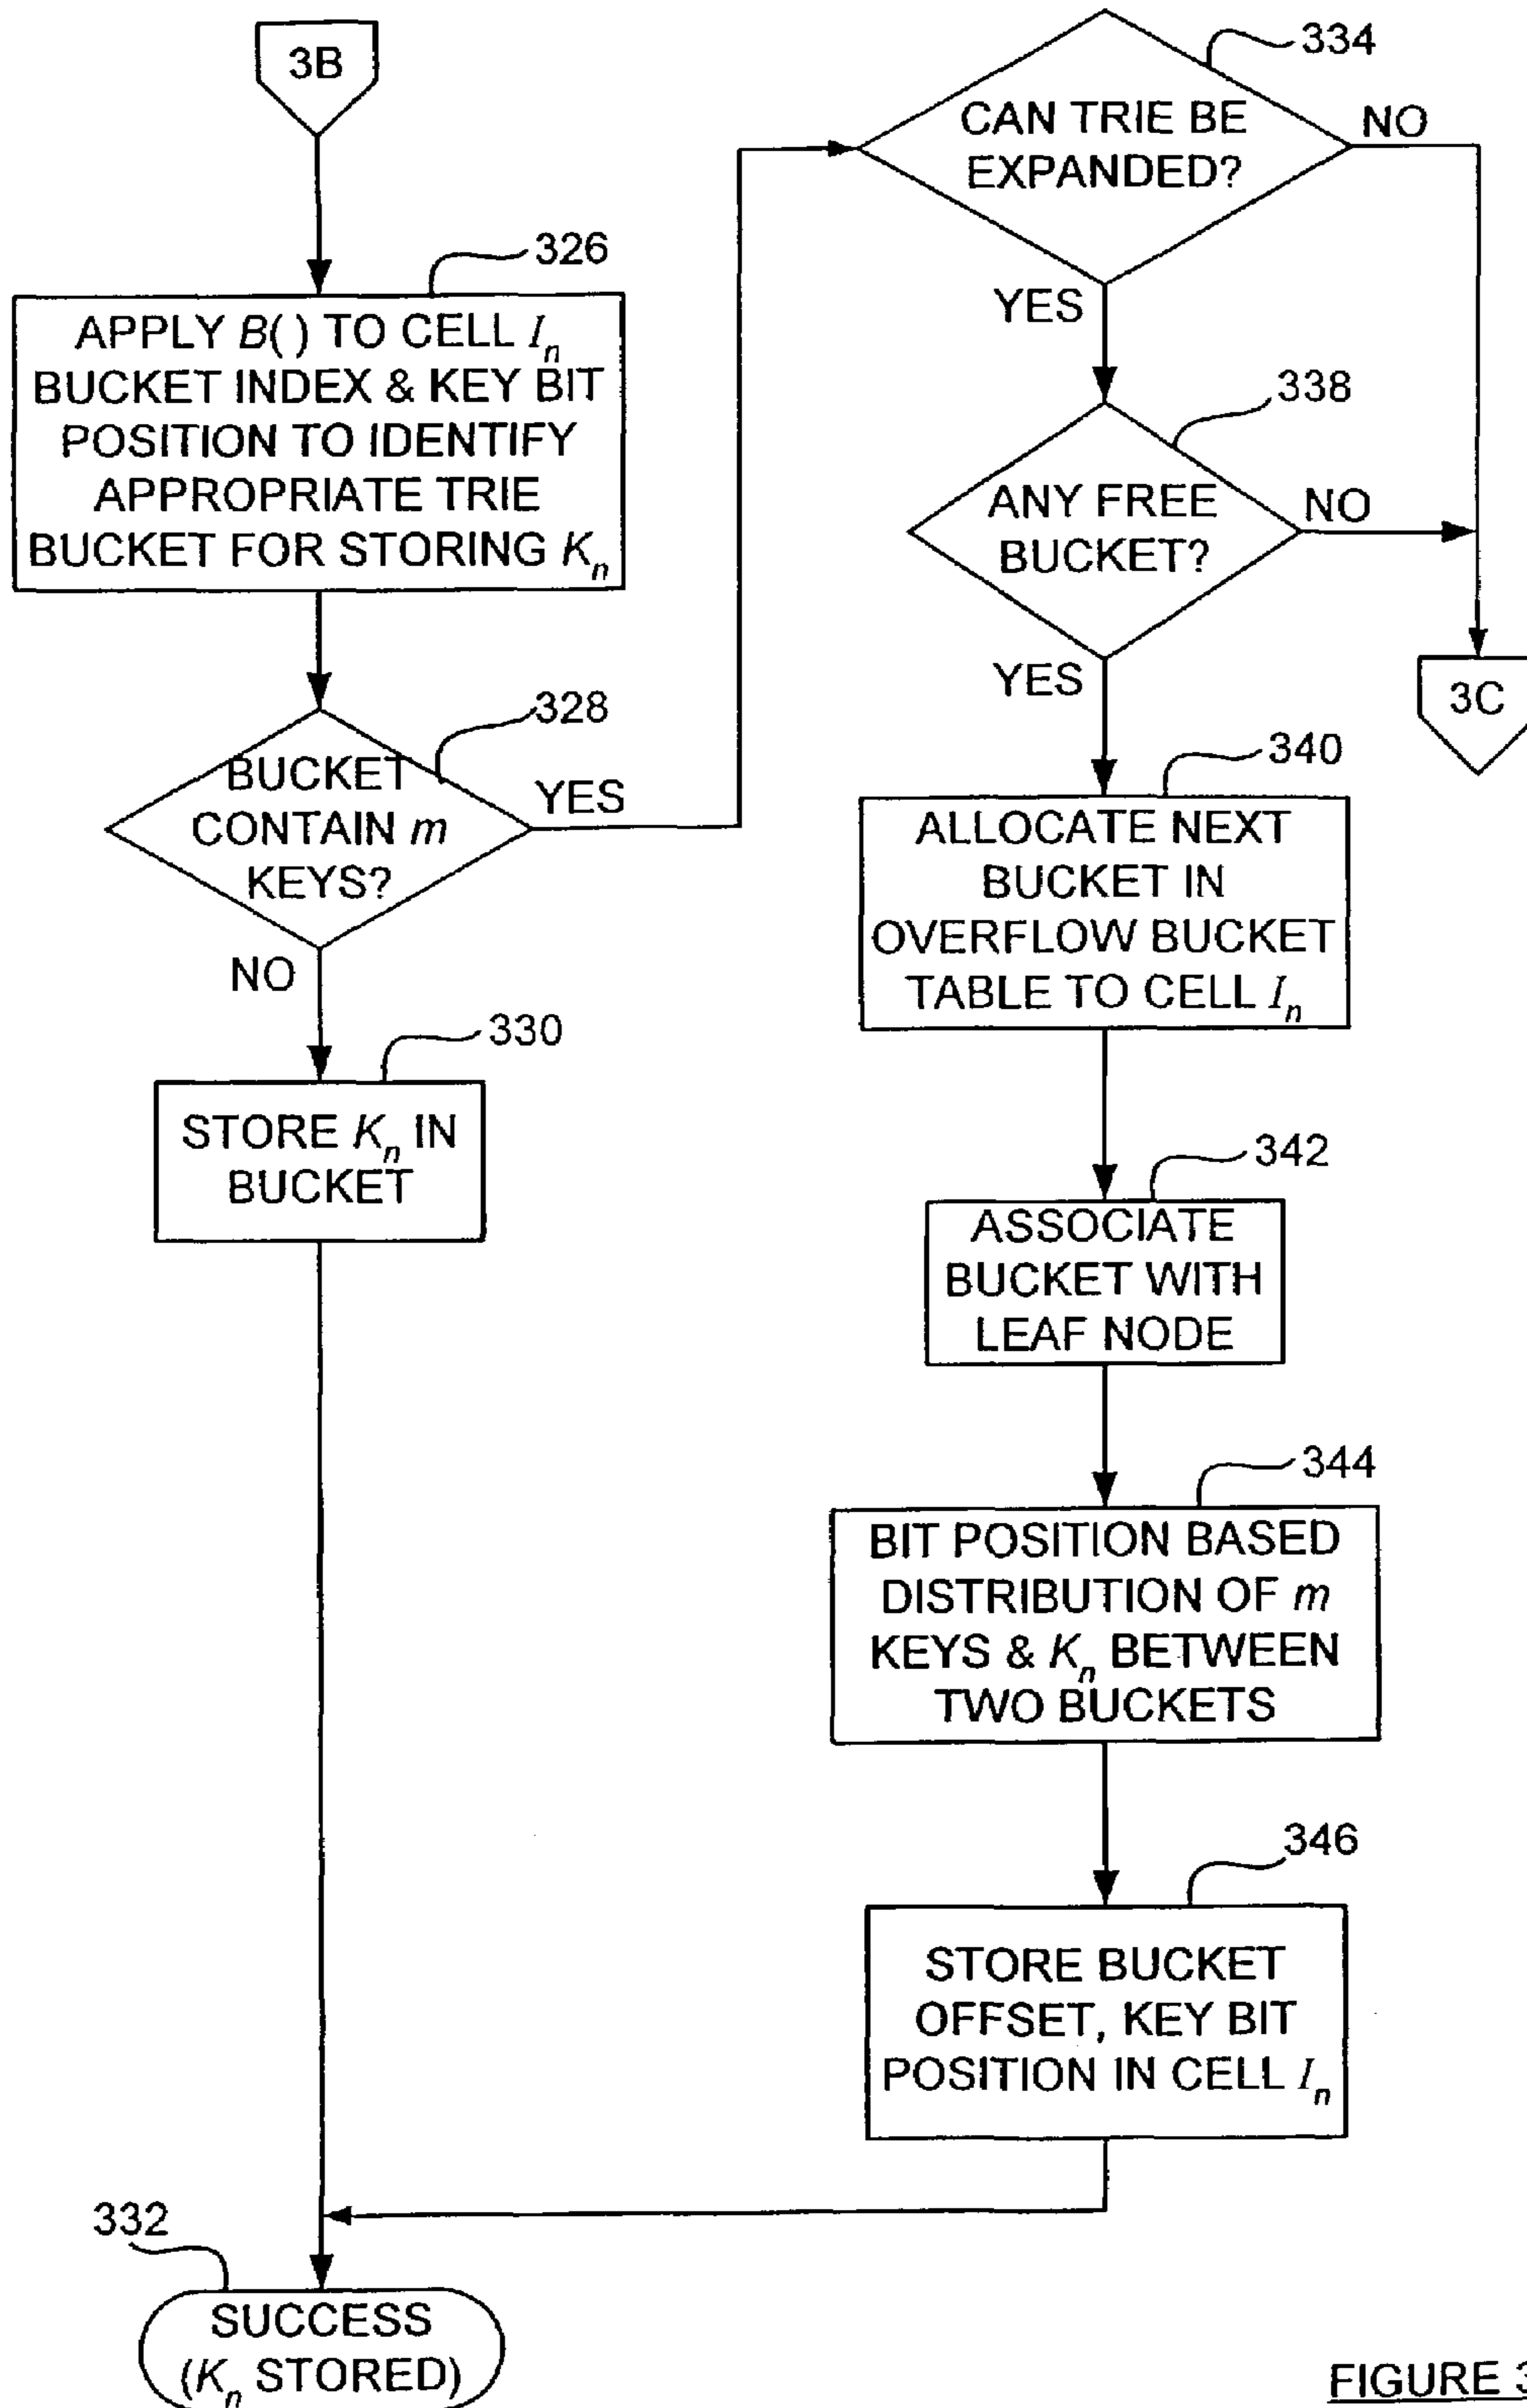 3B
326
APPLY B( ) TO CELL In
BUCKET INDEX & KEY BIT
POSITION TO IDENTIFY
APPROPRIATE TRIE
BUCKET FOR STORING Kn
328
BUCKET
CONTAIN m
KEYS?
YES
NO
330
STORE Kn IN
BUCKET
332
SUCCESS
(Kn STORED)
334
CAN TRIE BE
EXPANDED?
NO
YES
338
ANY FREE
BUCKET?
NO
YES
3C
340
ALLOCATE NEXT
BUCKET IN
OVERFLOW BUCKET
TABLE TO CELL In
342
ASSOCIATE
BUCKET WITH
LEAF NODE
344
BIT POSITION BASED
DISTRIBUTION OF m
KEYS & Kn BETWEEN
TWO BUCKETS
346
STORE BUCKET
OFFSET, KEY BIT
POSITION IN CELL In
FIGURE